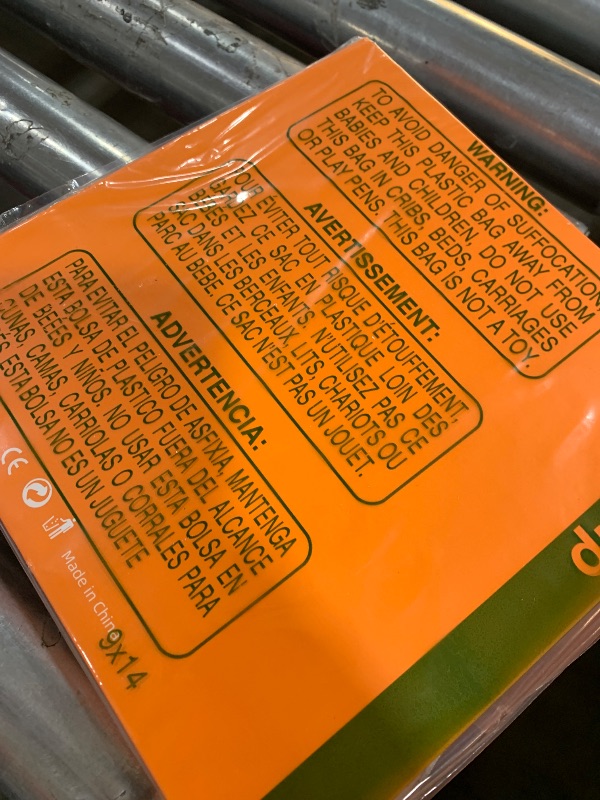 WARNING:
TO AVOID DANGER OF SUFFOCATION
KEEP THIS PLASTIC BAG AWAY FROM
BABIES AND CHILDREN, DO NOT USE
THIS BAG IN CRIBS, BEDS, CARRIAGES
OR PLAY PENS, THIS BAG IS NOT A TOY.
AVERTISSEMENT:
POUR ÉVITER TOUT RISQUE D'ÉTOUFFEMENT,
GARDEZ CE SAC EN PLASTIQUE LOIN DES
BÉBÉS ET LES ENFANTS. N'UTILISEZ PAS CE
SAC DANS LES BERCEAUX, LITS, CHARIOTS OU
PARC AU BEBE. CE SAC N'EST PAS UN JOUET.
ADVERTENCIA:
PARA EVITAR EL PELIGRO DE ASFIXIA, MANTENGA
ESTA BOLSA DE PLASTICO FUERA DEL ALCANCE
DE BEEES Y NINOS. NO USAR ESTA BOLSA EN
CUNAS, CAMAS, CARRIOLAS O CORRALES PARA
ESTA BOLSA NO ES UN JUGUETE
CE
Made in China
9x14